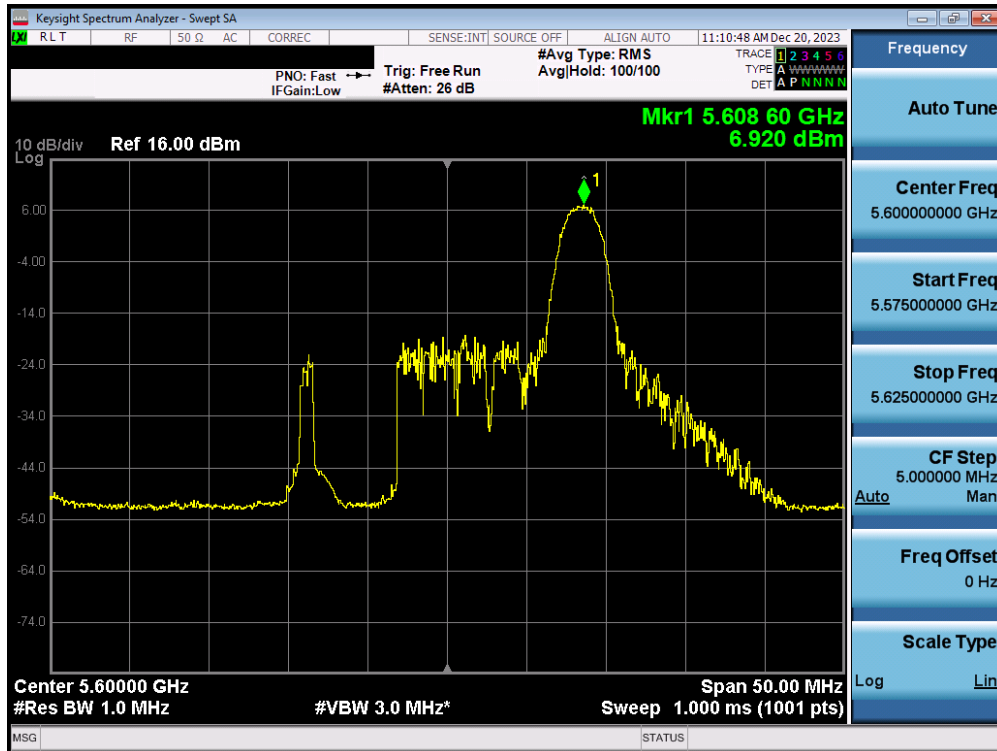 Keysight Spectrum Analyzer - Swept SA
LXI RLT RF 50 Ω AC CORREC SENSE:INT SOURCE OFF ALIGN AUTO 11:10:48 AM Dec 20, 2023
PNO: Fast
IFGain:Low
Trig: Free Run
#Atten: 26 dB
#Avg Type: RMS
Avg|Hold: 100/100
TRACE 1 2 3 4 5 6
TYPE A WWWWW
DET A P N N N N
Mkr1 5.608 60 GHz
6.920 dBm
10 dB/div Ref 16.00 dBm
Log
1
6.00
-4.00
-14.0
-24.0
-34.0
-44.0
-54.0
-64.0
-74.0
Center 5.60000 GHz Span 50.00 MHz
#Res BW 1.0 MHz #VBW 3.0 MHz* Sweep 1.000 ms (1001 pts)
MSG STATUS
Frequency
Auto Tune
Center Freq
5.600000000 GHz
Start Freq
5.575000000 GHz
Stop Freq
5.625000000 GHz
CF Step
5.000000 MHz
Auto Man
Freq Offset
0 Hz
Scale Type
Log Lin